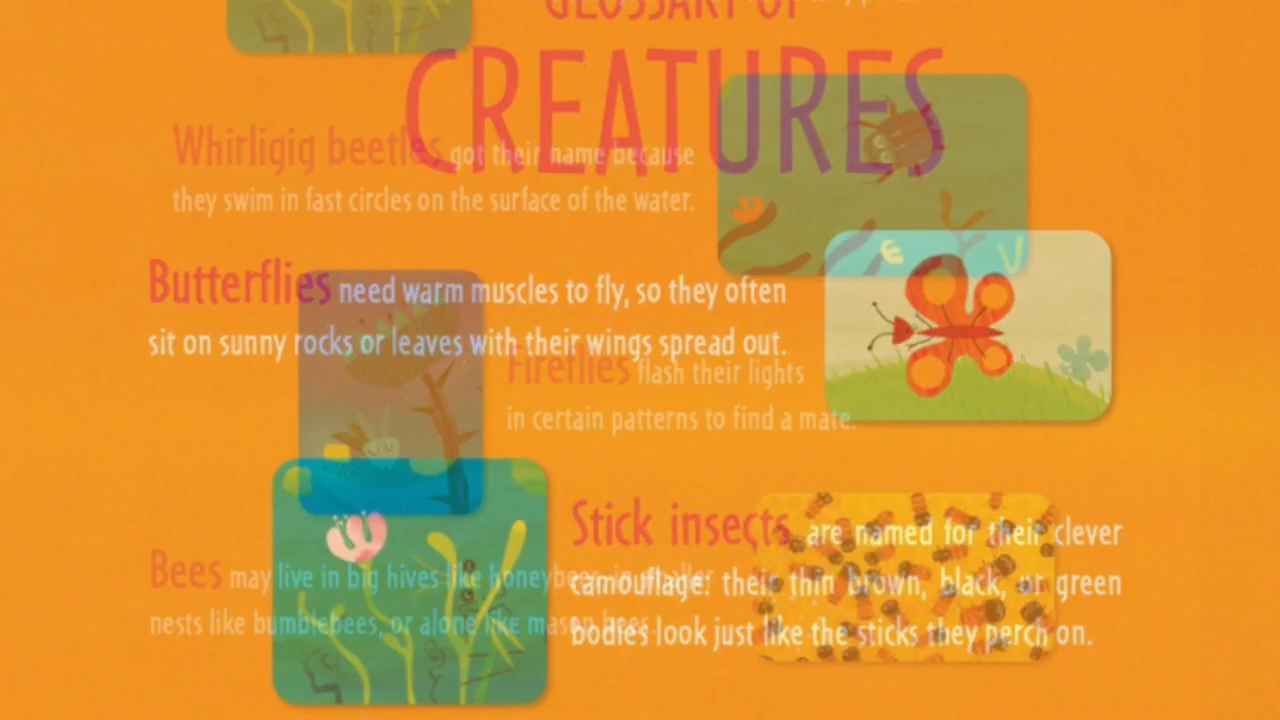 GLOSSARY OF
CREATURES
Whirligig beetles got their name because
they swim in fast circles on the surface of the water.
Butterflies need warm muscles to fly, so they often
sit on sunny rocks or leaves with their wings spread out.
Fireflies flash their lights
in certain patterns to find a mate.
Stick insects are named for their clever
camouflage: their thin brown, black, or green
bodies look just like the sticks they perch on.
Bees may live in big hives like honeybees, in smaller
nests like bumblebees, or alone like mason bees.